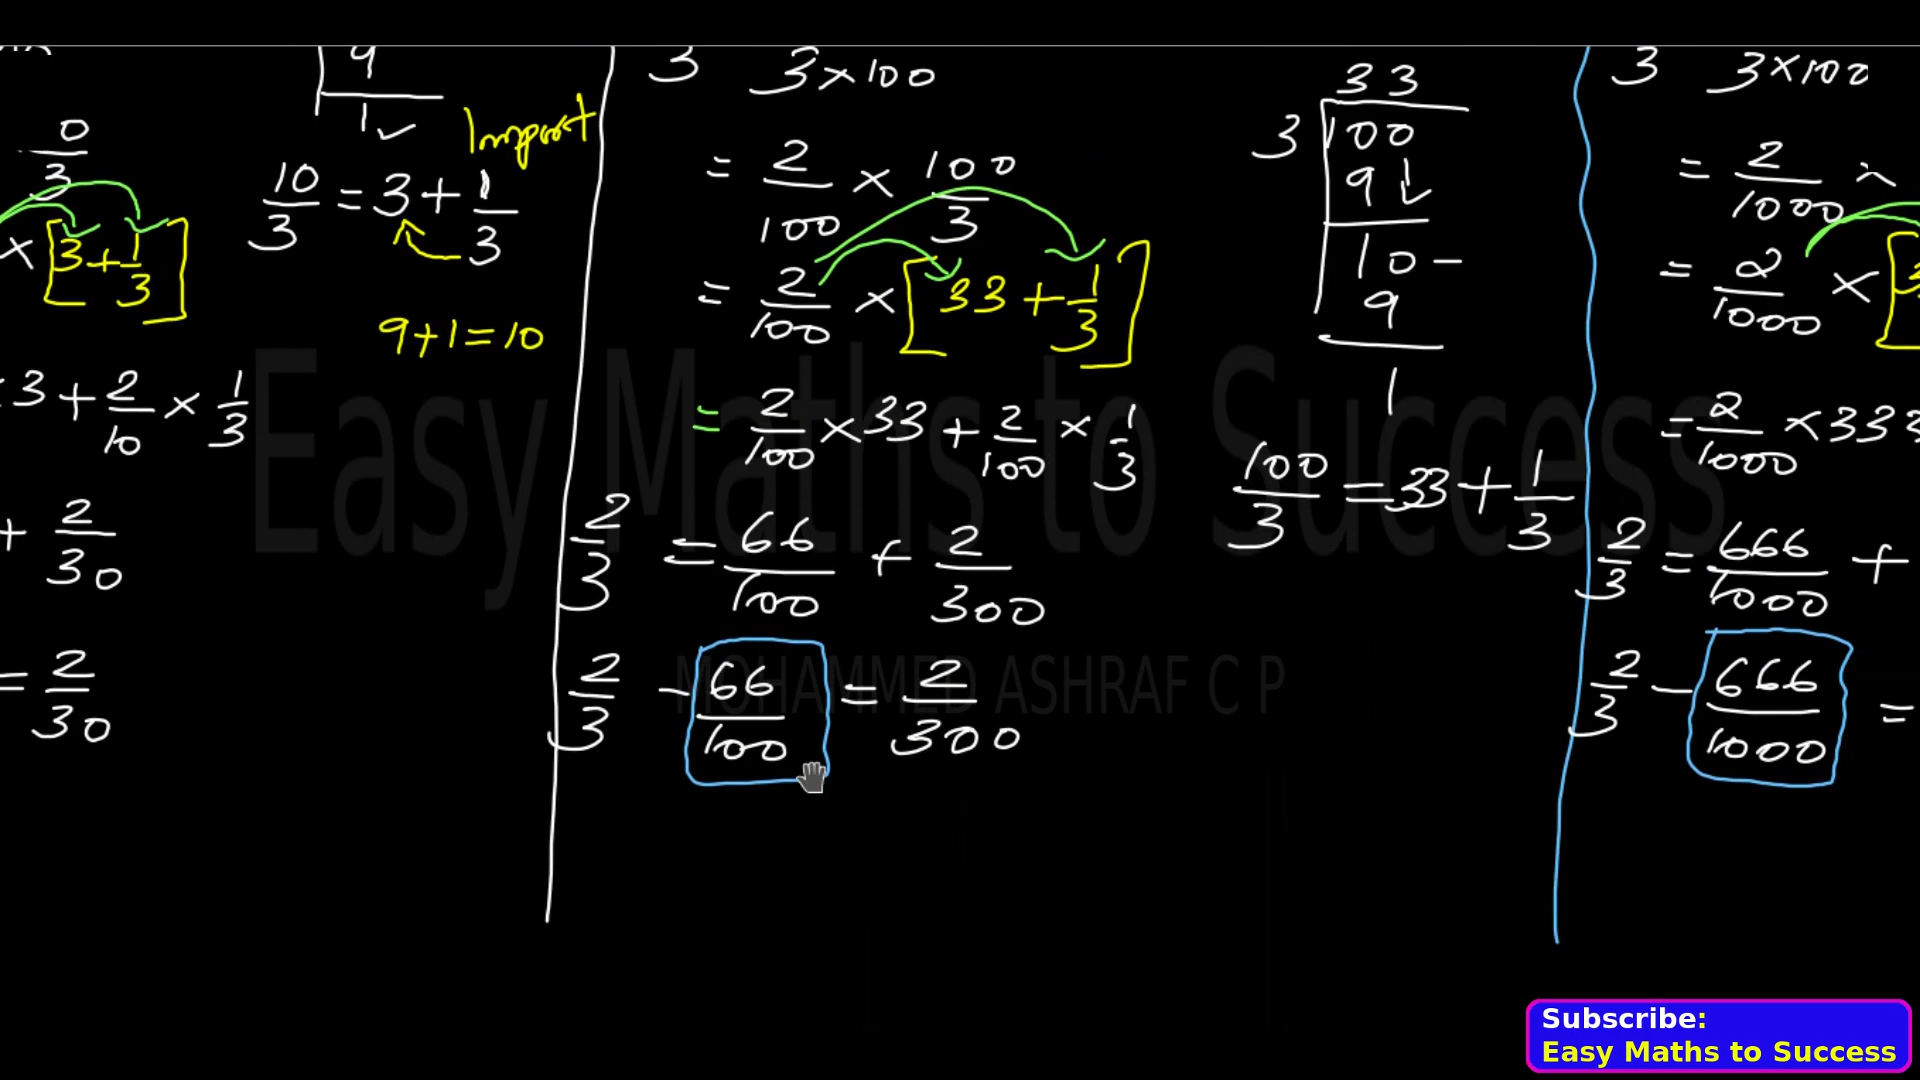 9
1
0/3
Import
10/3 = 3 + 1/3
× [3 + 1/3]
9 + 1 = 10
3 + 2/10 × 1/3
+ 2/30
= 2/30
3 3×100
= 2/100 × 100/3
= 2/100 × [33 + 1/3]
= 2/100 × 33 + 2/100 × 1/3
2/3 = 66/100 + 2/300
2/3 - 66/100 = 2/300
33
3 100
9
10 -
9
1
100/3 = 33 + 1/3
3 3×100
= 2/1000 ×
= 2/1000 × [3
= 2/1000 × 333
2/3 = 666/1000 +
2/3 - 666/1000 =
Easy Maths to Success
MOHAMMED ASHRAF C P
Subscribe:
Easy Maths to Success